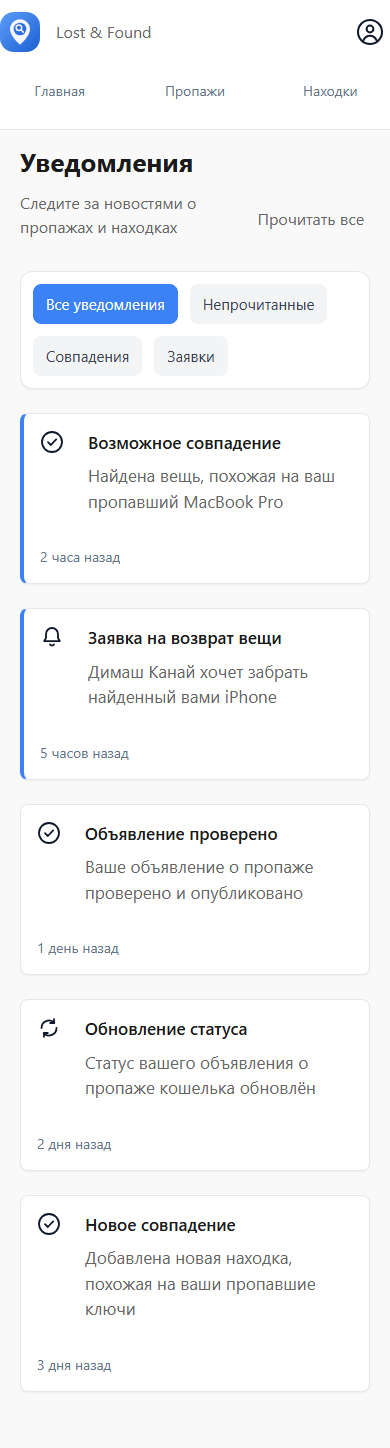 Lost & Found
Главная Пропажи Находки
Уведомления
Следите за новостями о
пропажах и находках
Прочитать все
Все уведомления Непрочитанные
Совпадения Заявки
Возможное совпадение
Найдена вещь, похожая на ваш
пропавший MacBook Pro
2 часа назад
Заявка на возврат вещи
Димаш Канай хочет забрать
найденный вами iPhone
5 часов назад
Объявление проверено
Ваше объявление о пропаже
проверено и опубликовано
1 день назад
Обновление статуса
Статус вашего объявления о
пропаже кошелька обновлён
2 дня назад
Новое совпадение
Добавлена новая находка,
похожая на ваши пропавшие
ключи
3 дня назад